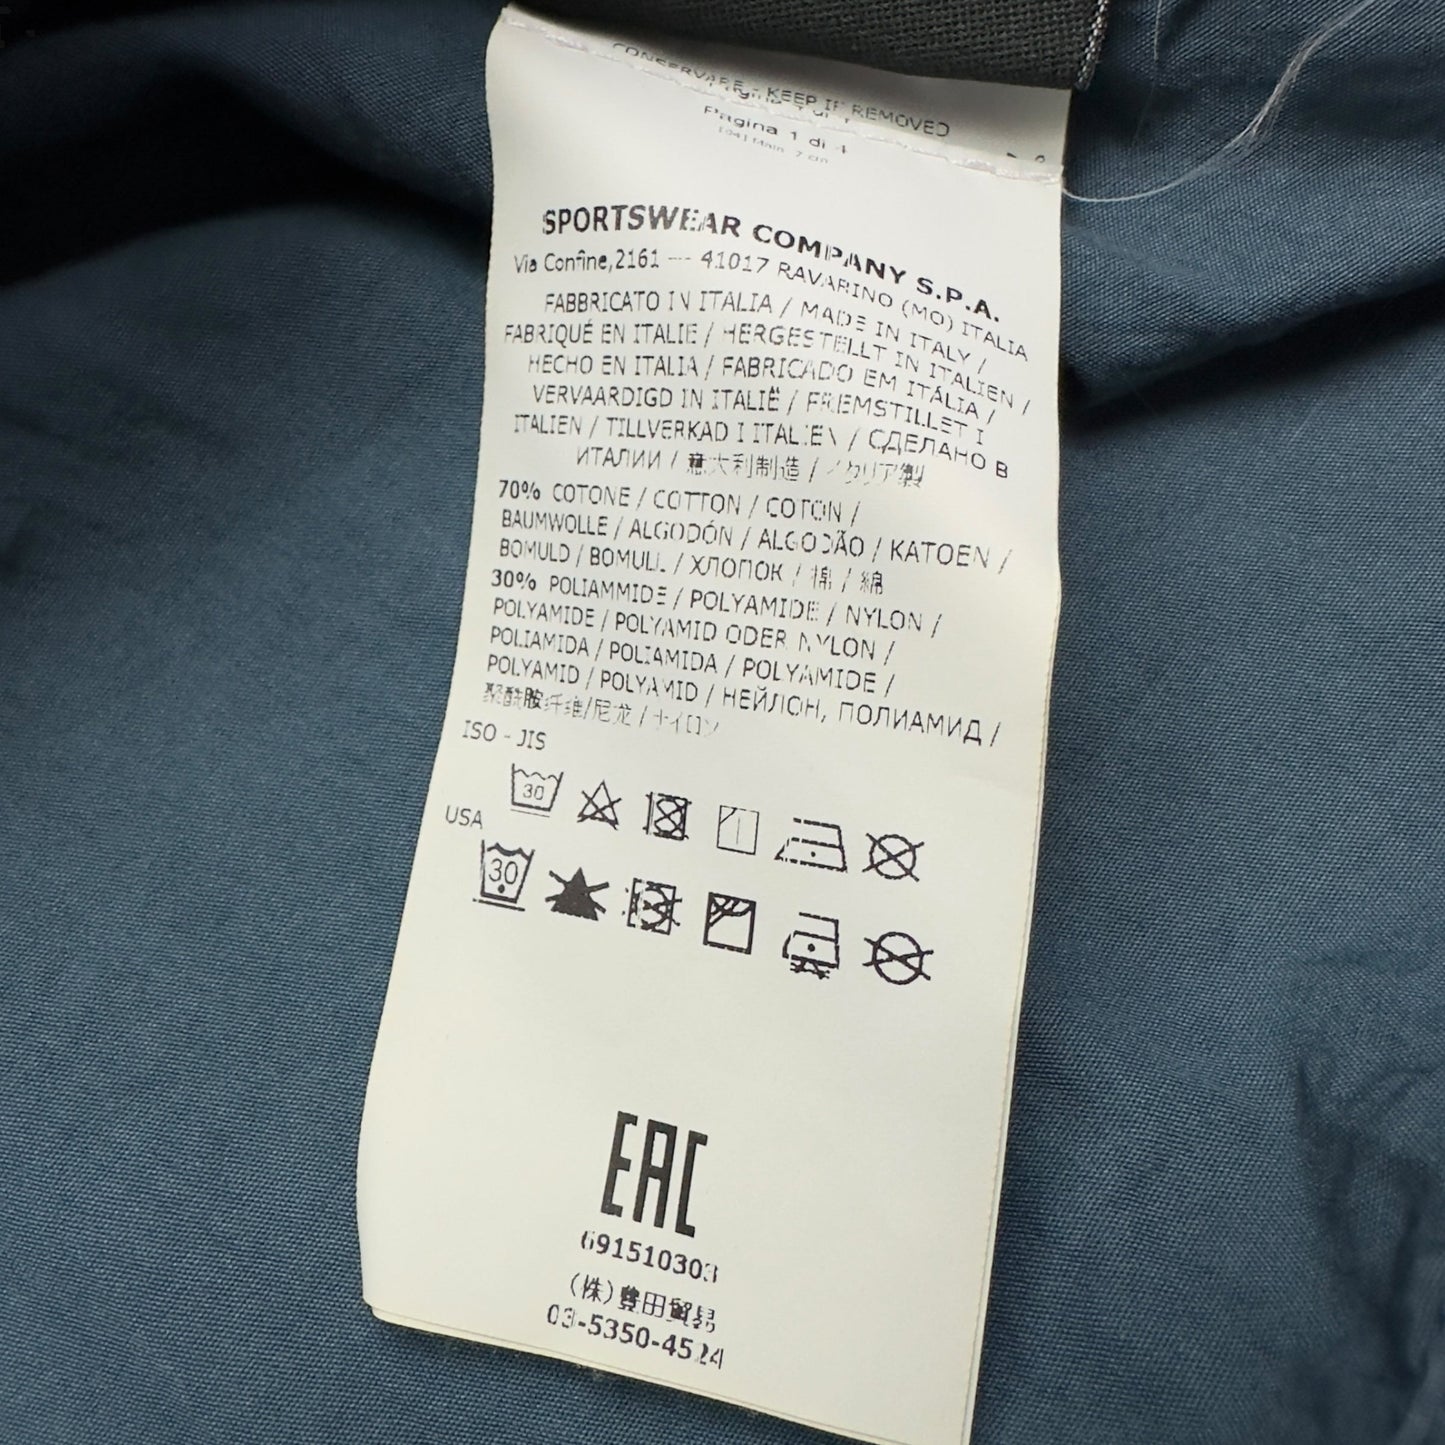 CONSERVARE - KEEP IF REMOVED
Pagina 1 di 4
SPORTSWEAR COMPANY S.P.A.
Via Confine,2161 --- 41017 RAVARINO (MO) ITALIA
FABBRICATO IN ITALIA / MADE IN ITALY /
FABRIQUÉ EN ITALIE / HERGESTELLT IN ITALIEN /
HECHO EN ITALIA / FABRICADO EM ITÁLIA /
VERVAARDIGD IN ITALIË / FREMSTILLET I
ITALIEN / TILLVERKAD I ITALIEN / СДЕЛАНО В
ИТАЛИИ / 意大利制造 / イタリア製
70% COTONE / COTTON / COTON /
BAUMWOLLE / ALGODÓN / ALGODÃO / KATOEN /
BOMULD / BOMULL / ХЛОПОК / 棉 / 綿
30% POLIAMMIDE / POLYAMIDE / NYLON /
POLYAMIDE / POLYAMID ODER NYLON /
POLIAMIDA / POLIAMIDA / POLYAMIDE /
POLYAMID / POLYAMID / НЕЙЛОН, ПОЛИАМИД /
聚酰胺纤维/尼龙 / ナイロン
ISO - JIS
30
USA
30
EAC
691510303
(株)豊田貿易
03-5350-4524